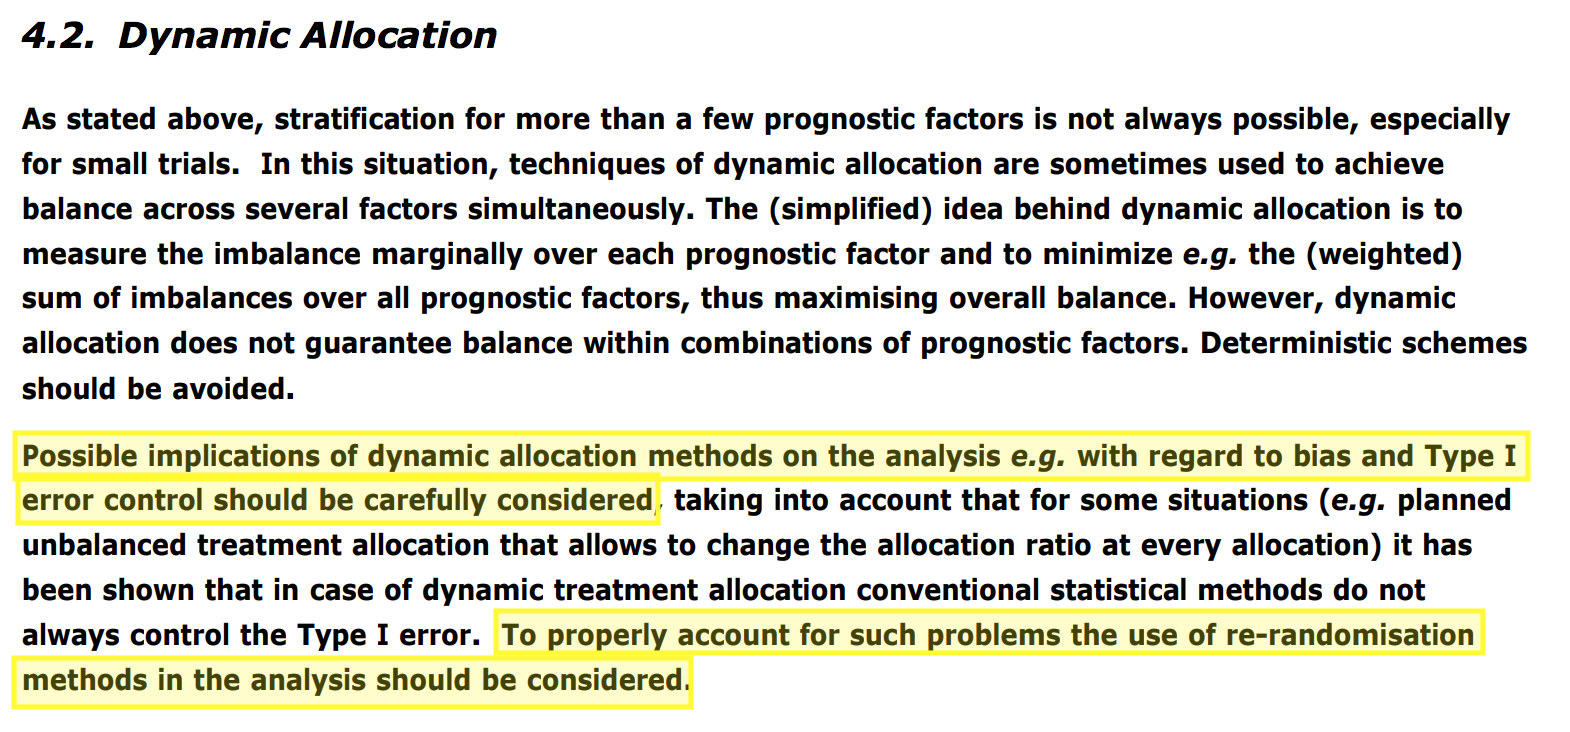 4.2. Dynamic Allocation
As stated above, stratification for more than a few prognostic factors is not always possible, especially
for small trials. In this situation, techniques of dynamic allocation are sometimes used to achieve
balance across several factors simultaneously. The (simplified) idea behind dynamic allocation is to
measure the imbalance marginally over each prognostic factor and to minimize e.g. the (weighted)
sum of imbalances over all prognostic factors, thus maximising overall balance. However, dynamic
allocation does not guarantee balance within combinations of prognostic factors. Deterministic schemes
should be avoided.
Possible implications of dynamic allocation methods on the analysis e.g. with regard to bias and Type I
error control should be carefully considered, taking into account that for some situations (e.g. planned
unbalanced treatment allocation that allows to change the allocation ratio at every allocation) it has
been shown that in case of dynamic treatment allocation conventional statistical methods do not
always control the Type I error. To properly account for such problems the use of re-randomisation
methods in the analysis should be considered.